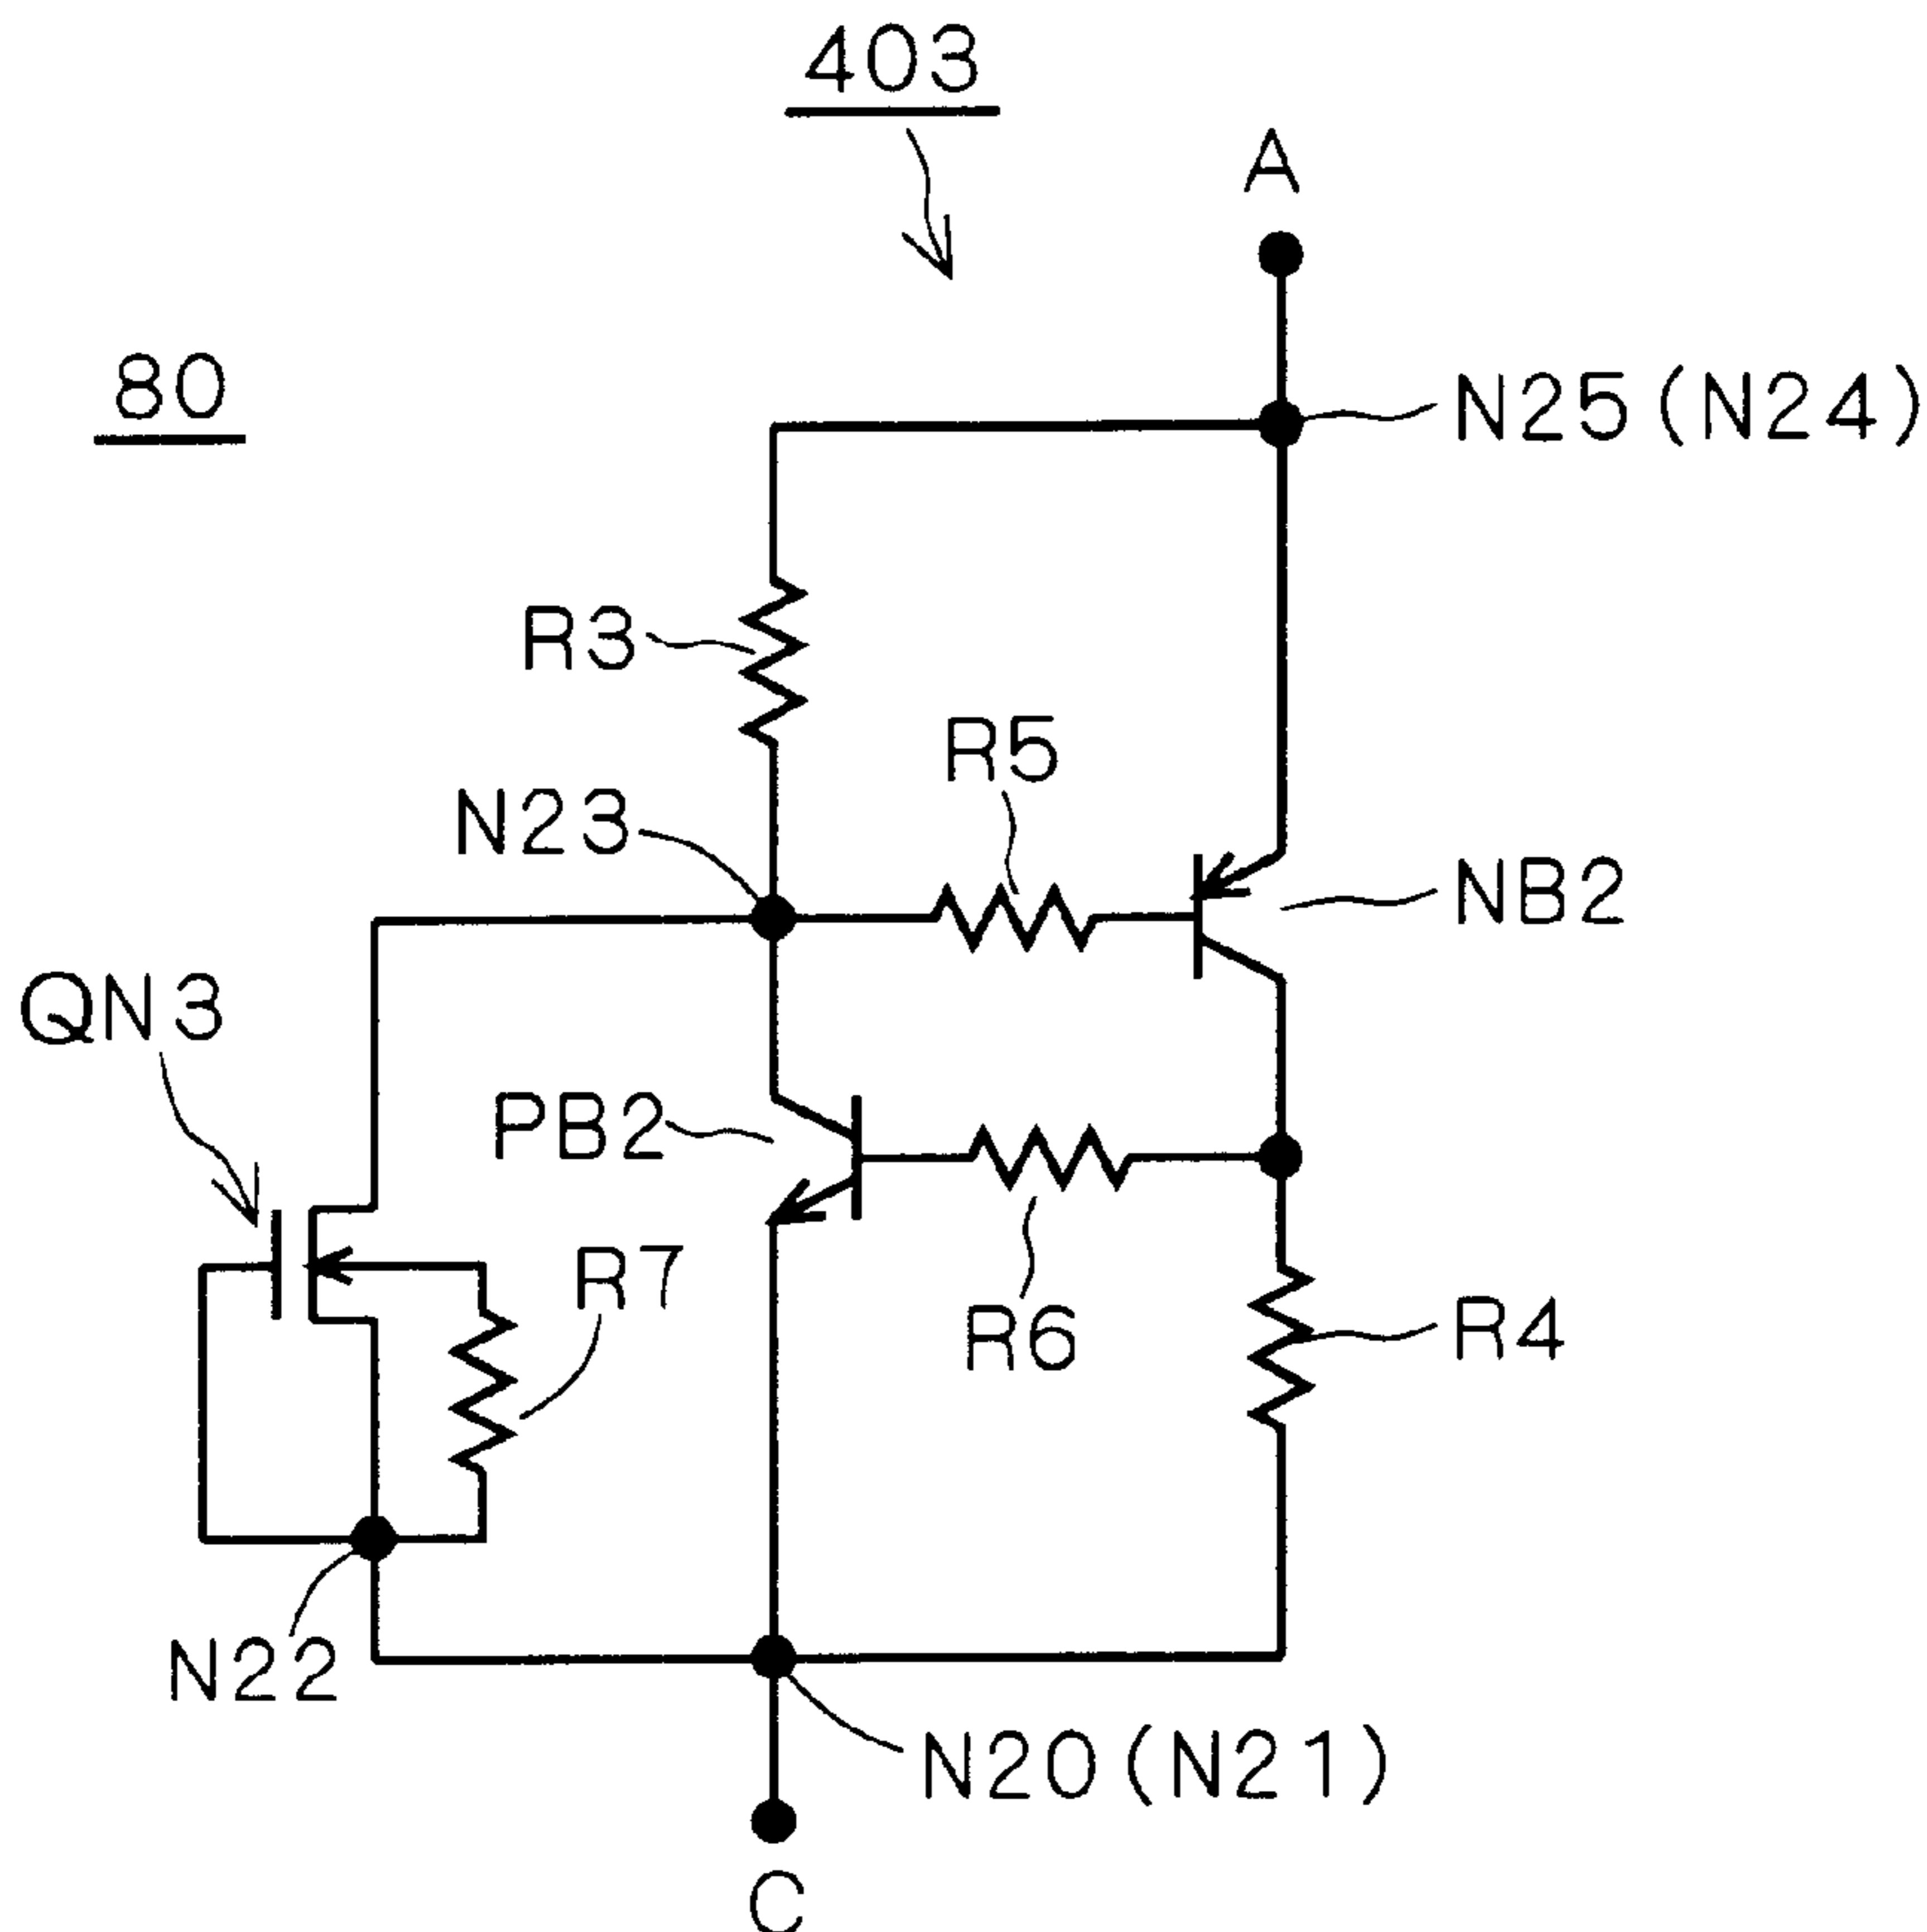 403
A
80
N25(N24)
R3
R5
N23
NB2
QN3
PB2
R7
R6
R4
N22
N20(N21)
C